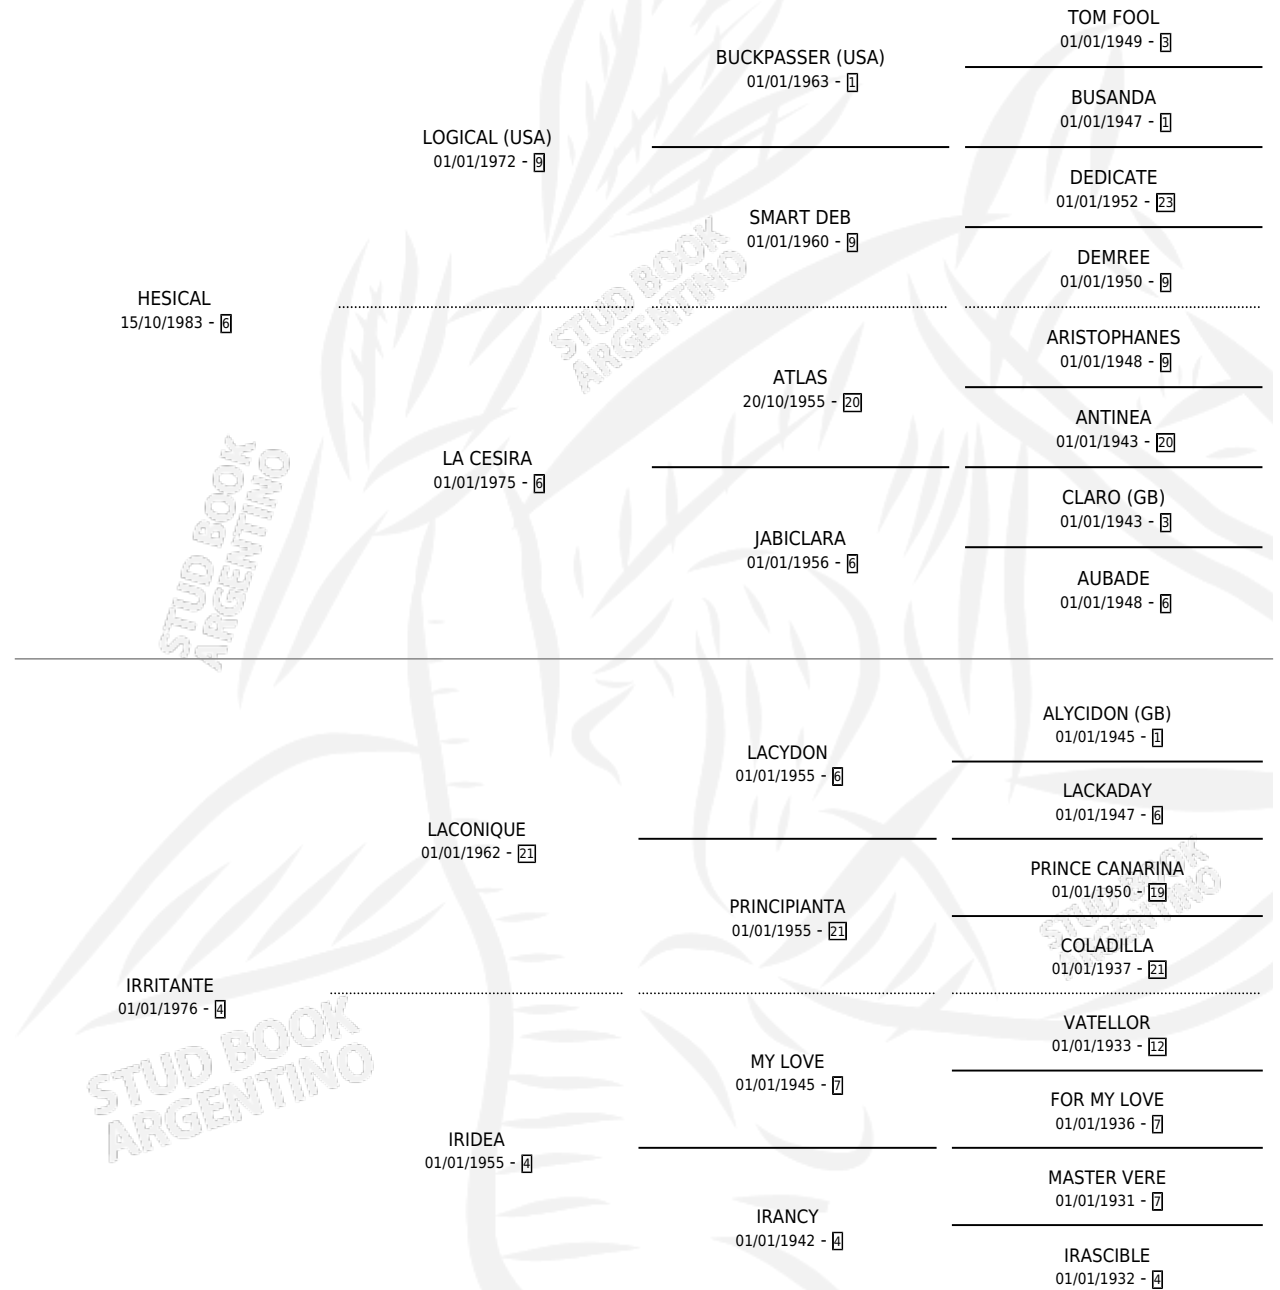 TOM FOOL
01/01/1949 - 3
BUCKPASSER (USA)
01/01/1963 - 1
BUSANDA
01/01/1947 - 1
LOGICAL (USA)
01/01/1972 - 9
DEDICATE
01/01/1952 - 23
SMART DEB
01/01/1960 - 9
DEMREE
01/01/1950 - 9
HESICAL
15/10/1983 - 6
ARISTOPHANES
01/01/1948 - 9
ATLAS
20/10/1955 - 20
ANTINEA
01/01/1943 - 20
LA CESIRA
01/01/1975 - 6
CLARO (GB)
01/01/1943 - 3
JABICLARA
01/01/1956 - 6
AUBADE
01/01/1948 - 6
STUD BOOK
ARGENTINO
STUD BOOK
ARGENTINO
ALYCIDON (GB)
01/01/1945 - 1
LACYDON
01/01/1955 - 6
LACKADAY
01/01/1947 - 6
LACONIQUE
01/01/1962 - 21
PRINCE CANARINA
01/01/1950 - 19
PRINCIPIANTA
01/01/1955 - 21
COLADILLA
01/01/1937 - 21
STUD BOOK
ARGENTINO
IRRITANTE
01/01/1976 - 4
VATELLOR
01/01/1933 - 12
MY LOVE
01/01/1945 - 7
FOR MY LOVE
01/01/1936 - 7
STUD BOOK
ARGENTINO
IRIDEA
01/01/1955 - 4
MASTER VERE
01/01/1931 - 7
IRANCY
01/01/1942 - 4
IRASCIBLE
01/01/1932 - 4